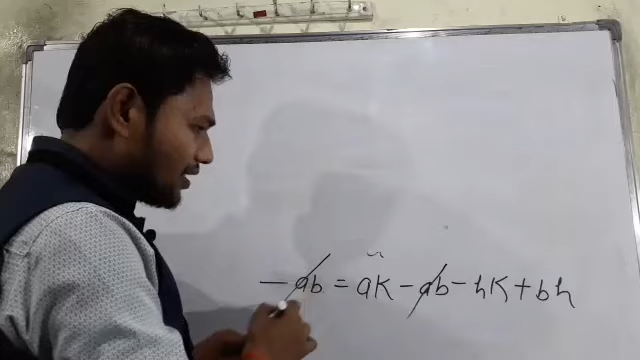 - ab = ak - ab - hk + bh